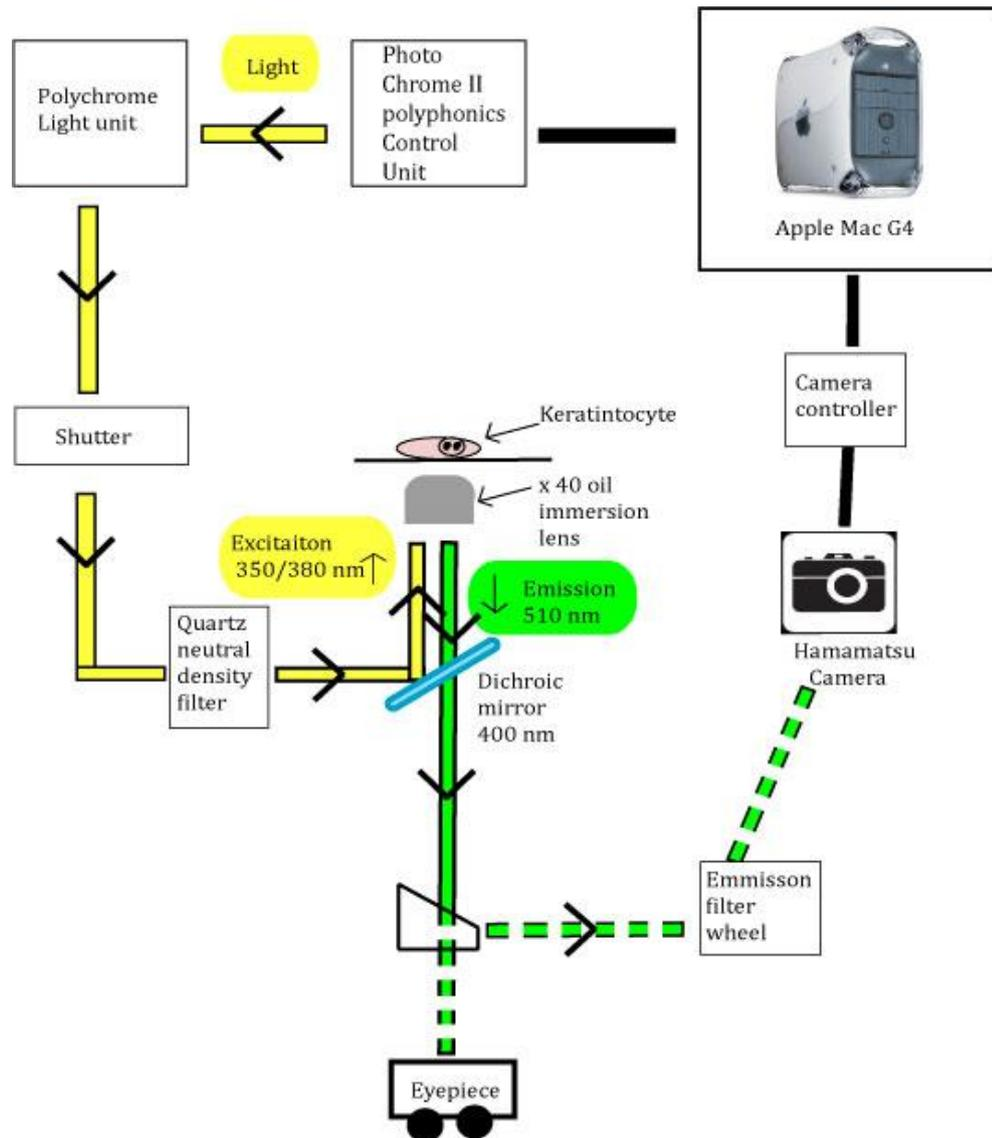 Polychrome
Light unit
Light
Photo
Chrome II
polyphonics
Control
Unit
Apple Mac G4
Shutter
Keratintocyte
x 40 oil
immersion
lens
Camera
controller
Excitaiton
350/380 nm
Emission
510 nm
Quartz
neutral
density
filter
Dichroic
mirror
400 nm
Hamamatsu
Camera
Emmisson
filter
wheel
Eyepiece